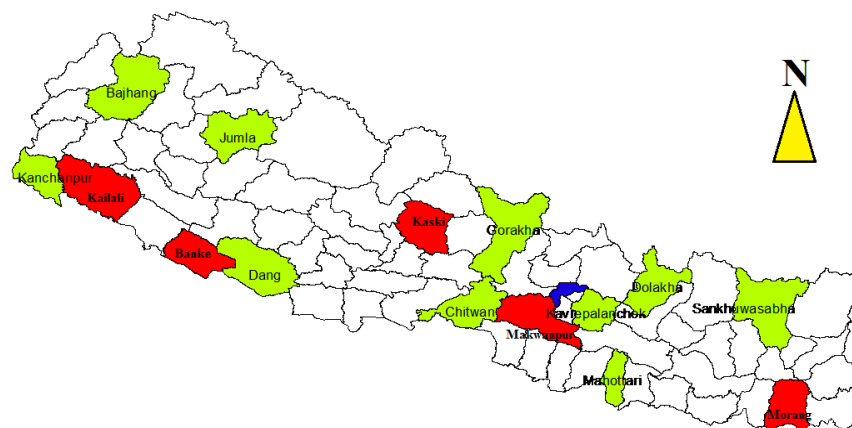 N
Bajhang
Jumla
Kanchanpur
Kailali
Kaski
Gorakha
Banke
Dang
Dolakha
Sankhuwasabha
Chitwan
Kavrepalanchok
Makwanpur
Mahottari
Morang